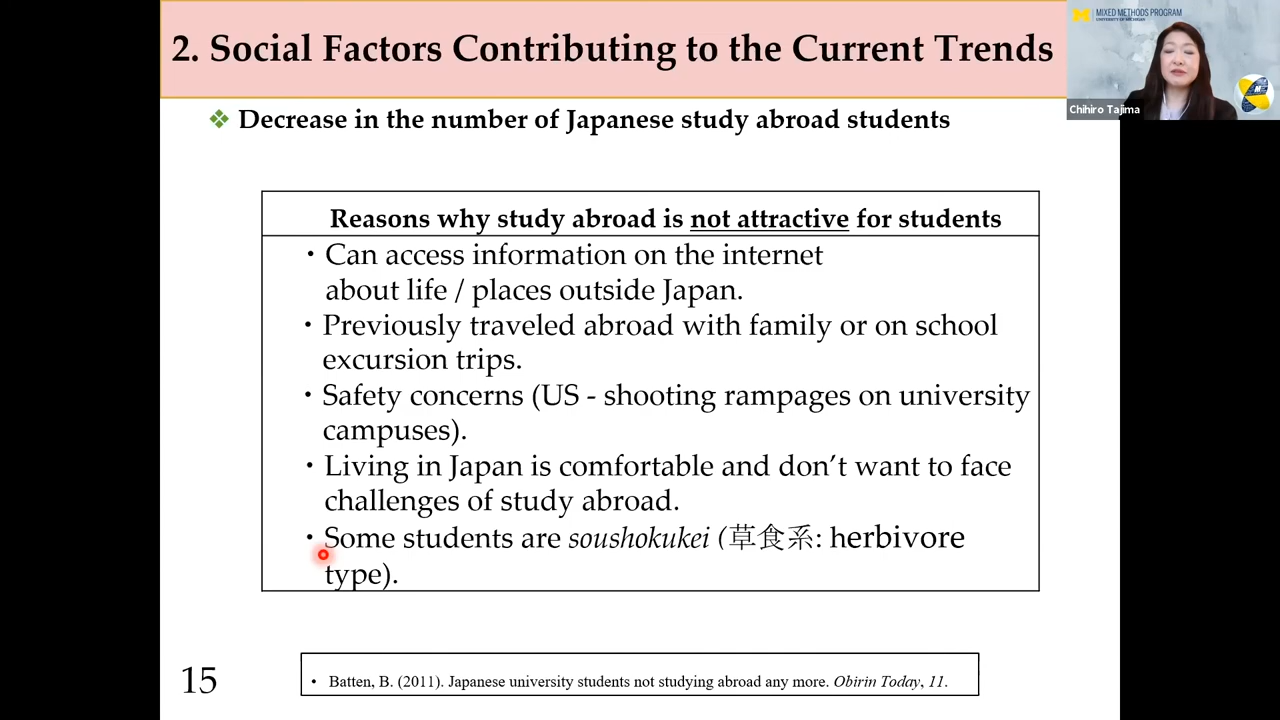 2. Social Factors Contributing to the Current Trends
MIXED METHODS PROGRAM
UNIVERSITY OF MICHIGAN
Chihiro Tajima
❖ Decrease in the number of Japanese study abroad students
Reasons why study abroad is not attractive for students
・Can access information on the internet
about life / places outside Japan.
・Previously traveled abroad with family or on school
excursion trips.
・Safety concerns (US - shooting rampages on university
campuses).
・Living in Japan is comfortable and don’t want to face
challenges of study abroad.
・Some students are soushokukei (草食系: herbivore
type).
15
• Batten, B. (2011). Japanese university students not studying abroad any more. Obirin Today, 11.